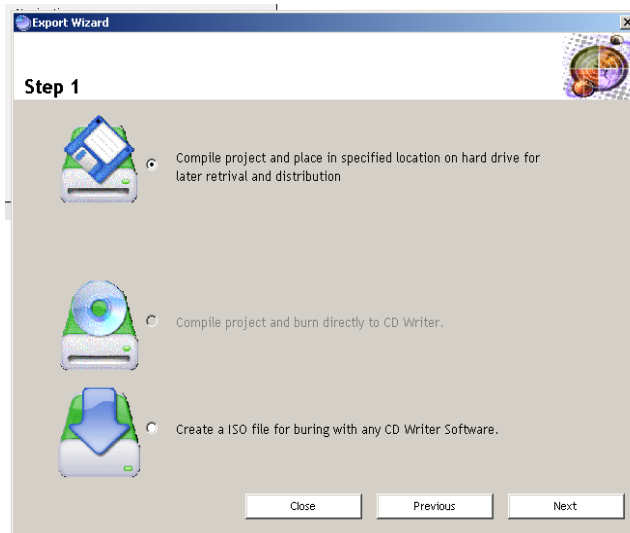 Export Wizard
Step 1
Compile project and place in specified location on hard drive for
later retrival and distribution
Compile project and burn directly to CD Writer.
Create a ISO file for buring with any CD Writer Software.
Close
Previous
Next